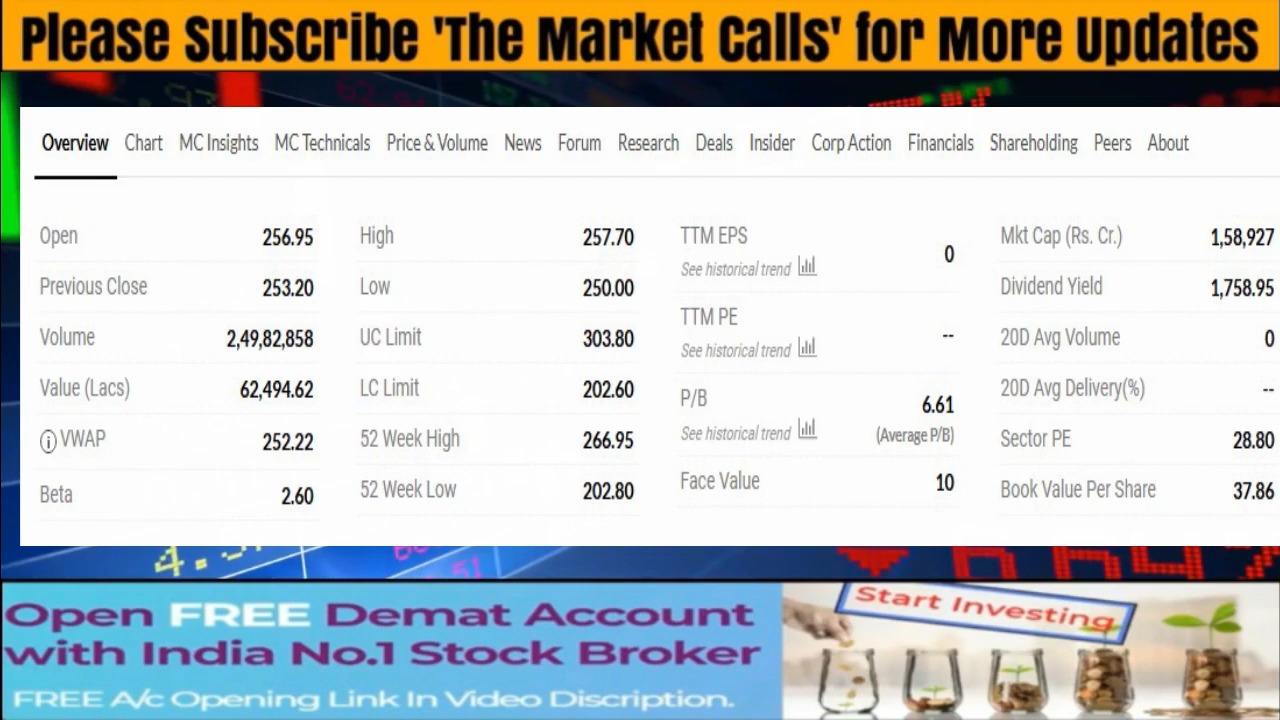 Please Subscribe 'The Market Calls' for More Updates
Overview Chart MC Insights MC Technicals Price & Volume News Forum Research Deals Insider Corp Action Financials Shareholding Peers About
Open 256.95
Previous Close 253.20
Volume 2,49,82,858
Value (Lacs) 62,494.62
VWAP 252.22
Beta 2.60
High 257.70
Low 250.00
UC Limit 303.80
LC Limit 202.60
52 Week High 266.95
52 Week Low 202.80
TTM EPS 0
See historical trend
TTM PE --
See historical trend
P/B 6.61
See historical trend (Average P/B)
Face Value 10
Mkt Cap (Rs. Cr.) 1,58,927
Dividend Yield 1,758.95
20D Avg Volume 0
20D Avg Delivery(%) --
Sector PE 28.80
Book Value Per Share 37.86
Open FREE Demat Account
with India No.1 Stock Broker
FREE A/c Opening Link In Video Discription.
Start Investing